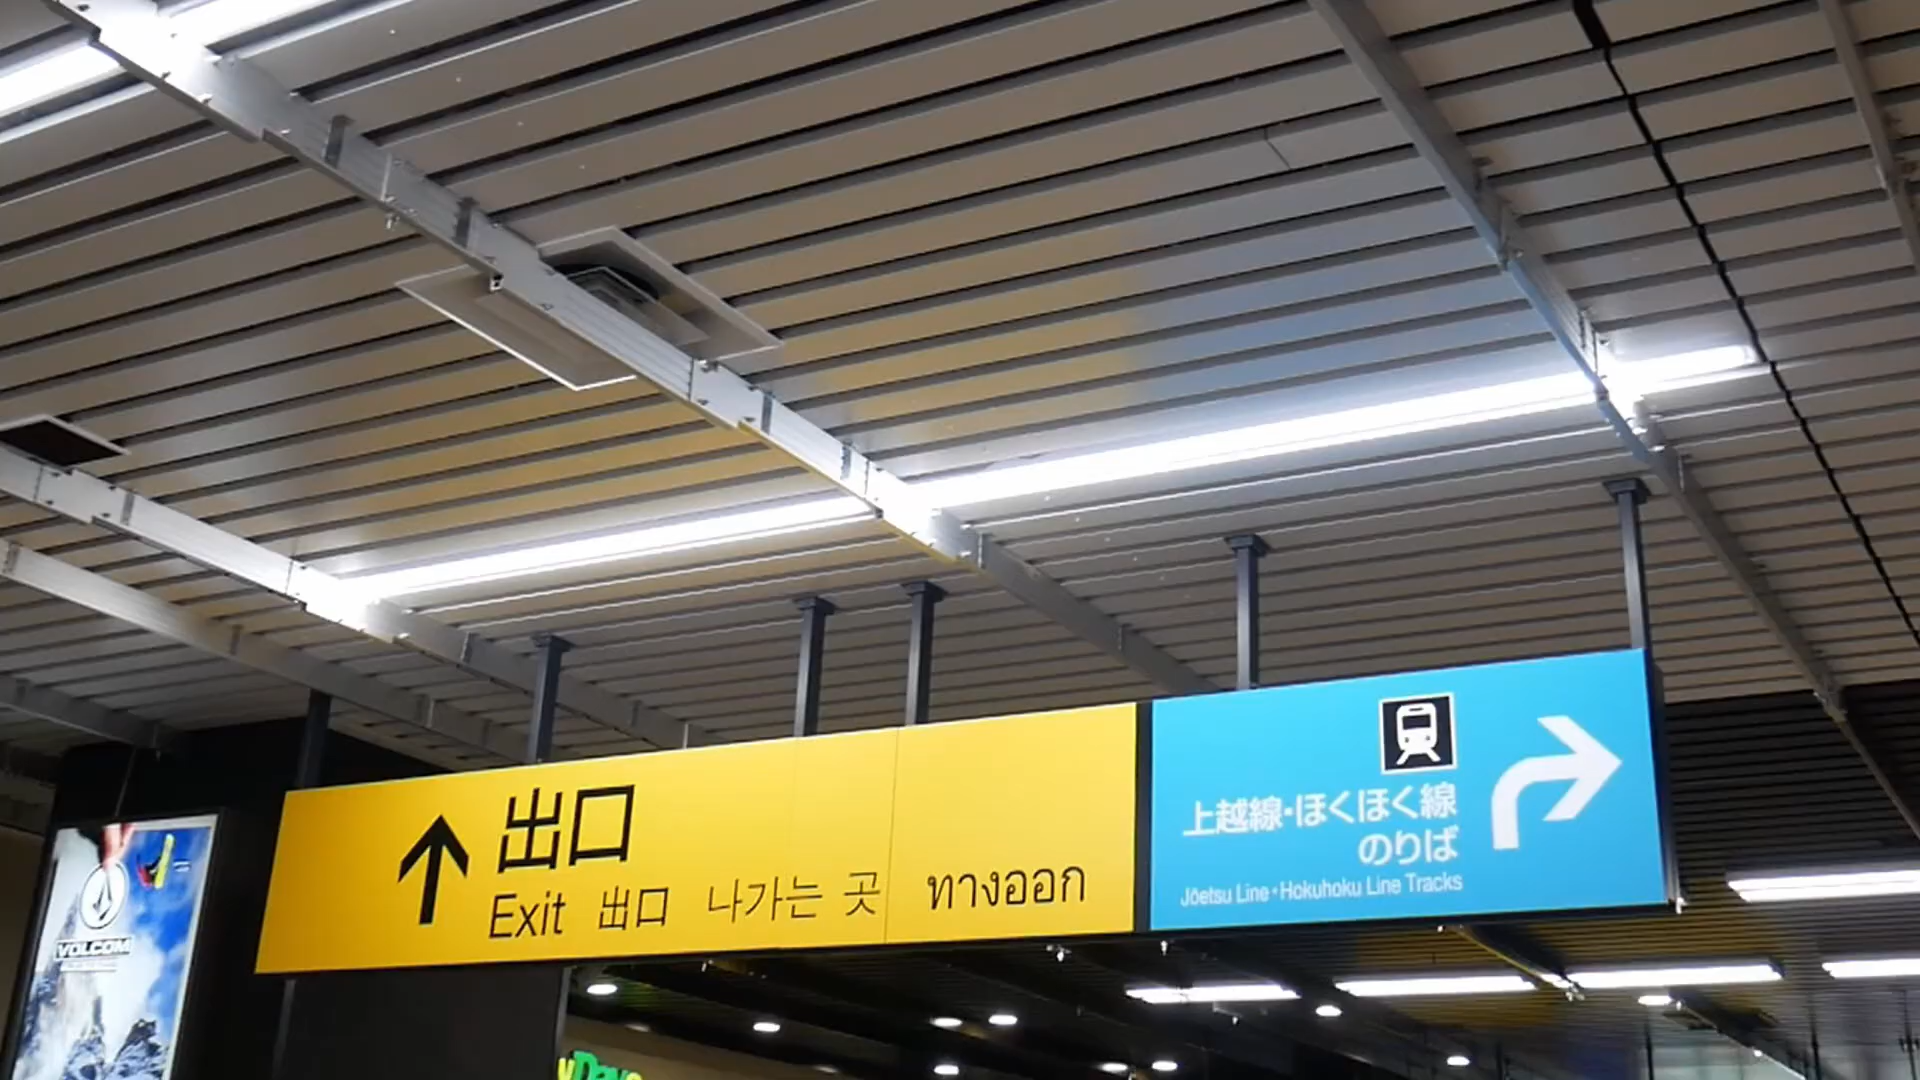 出口
Exit 出口 나가는 곳 ทางออก
上越線・ほくほく線
のりば
Jōetsu Line・Hokuhoku Line Tracks
VOLCOM